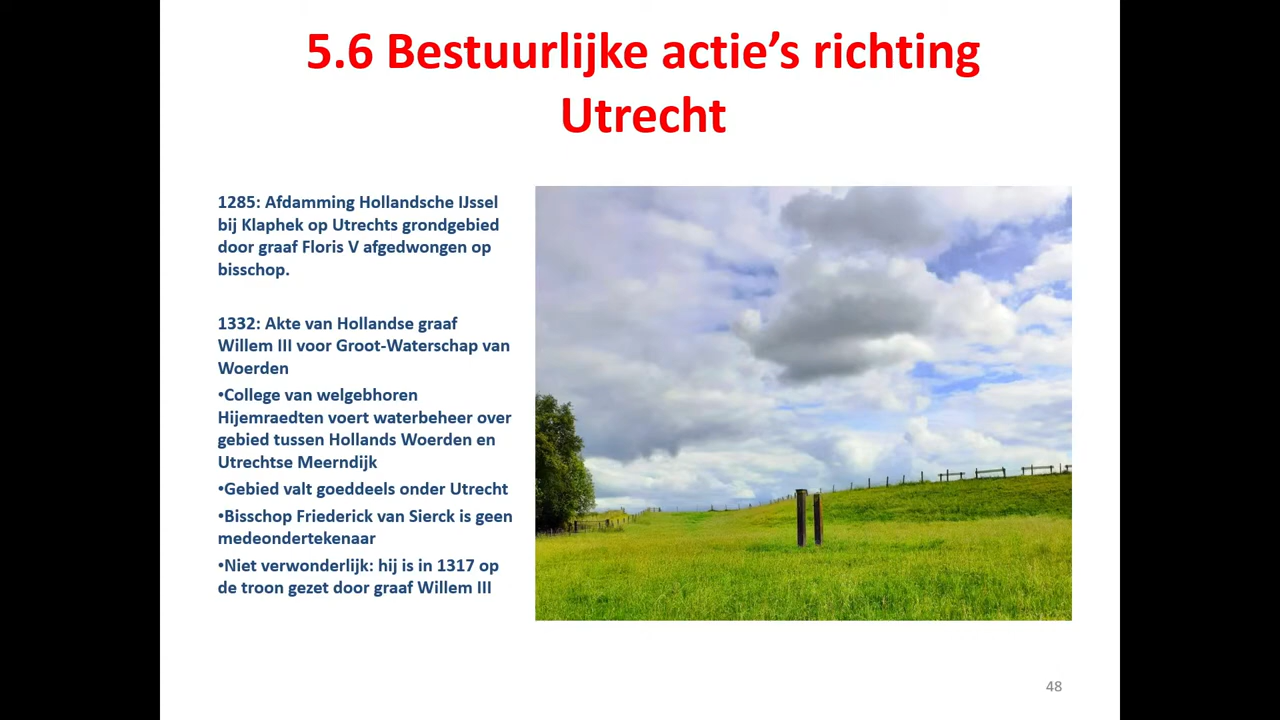 5.6 Bestuurlijke actie’s richting
Utrecht
1285: Afdamming Hollandsche IJssel
bij Klaphek op Utrechts grondgebied
door graaf Floris V afgedwongen op
bisschop.
1332: Akte van Hollandse graaf
Willem III voor Groot-Waterschap van
Woerden
•College van welgebhoren
Hijemraedten voert waterbeheer over
gebied tussen Hollands Woerden en
Utrechtse Meerndijk
•Gebied valt goeddeels onder Utrecht
•Bisschop Friederick van Sierck is geen
medeondertekenaar
•Niet verwonderlijk: hij is in 1317 op
de troon gezet door graaf Willem III
48